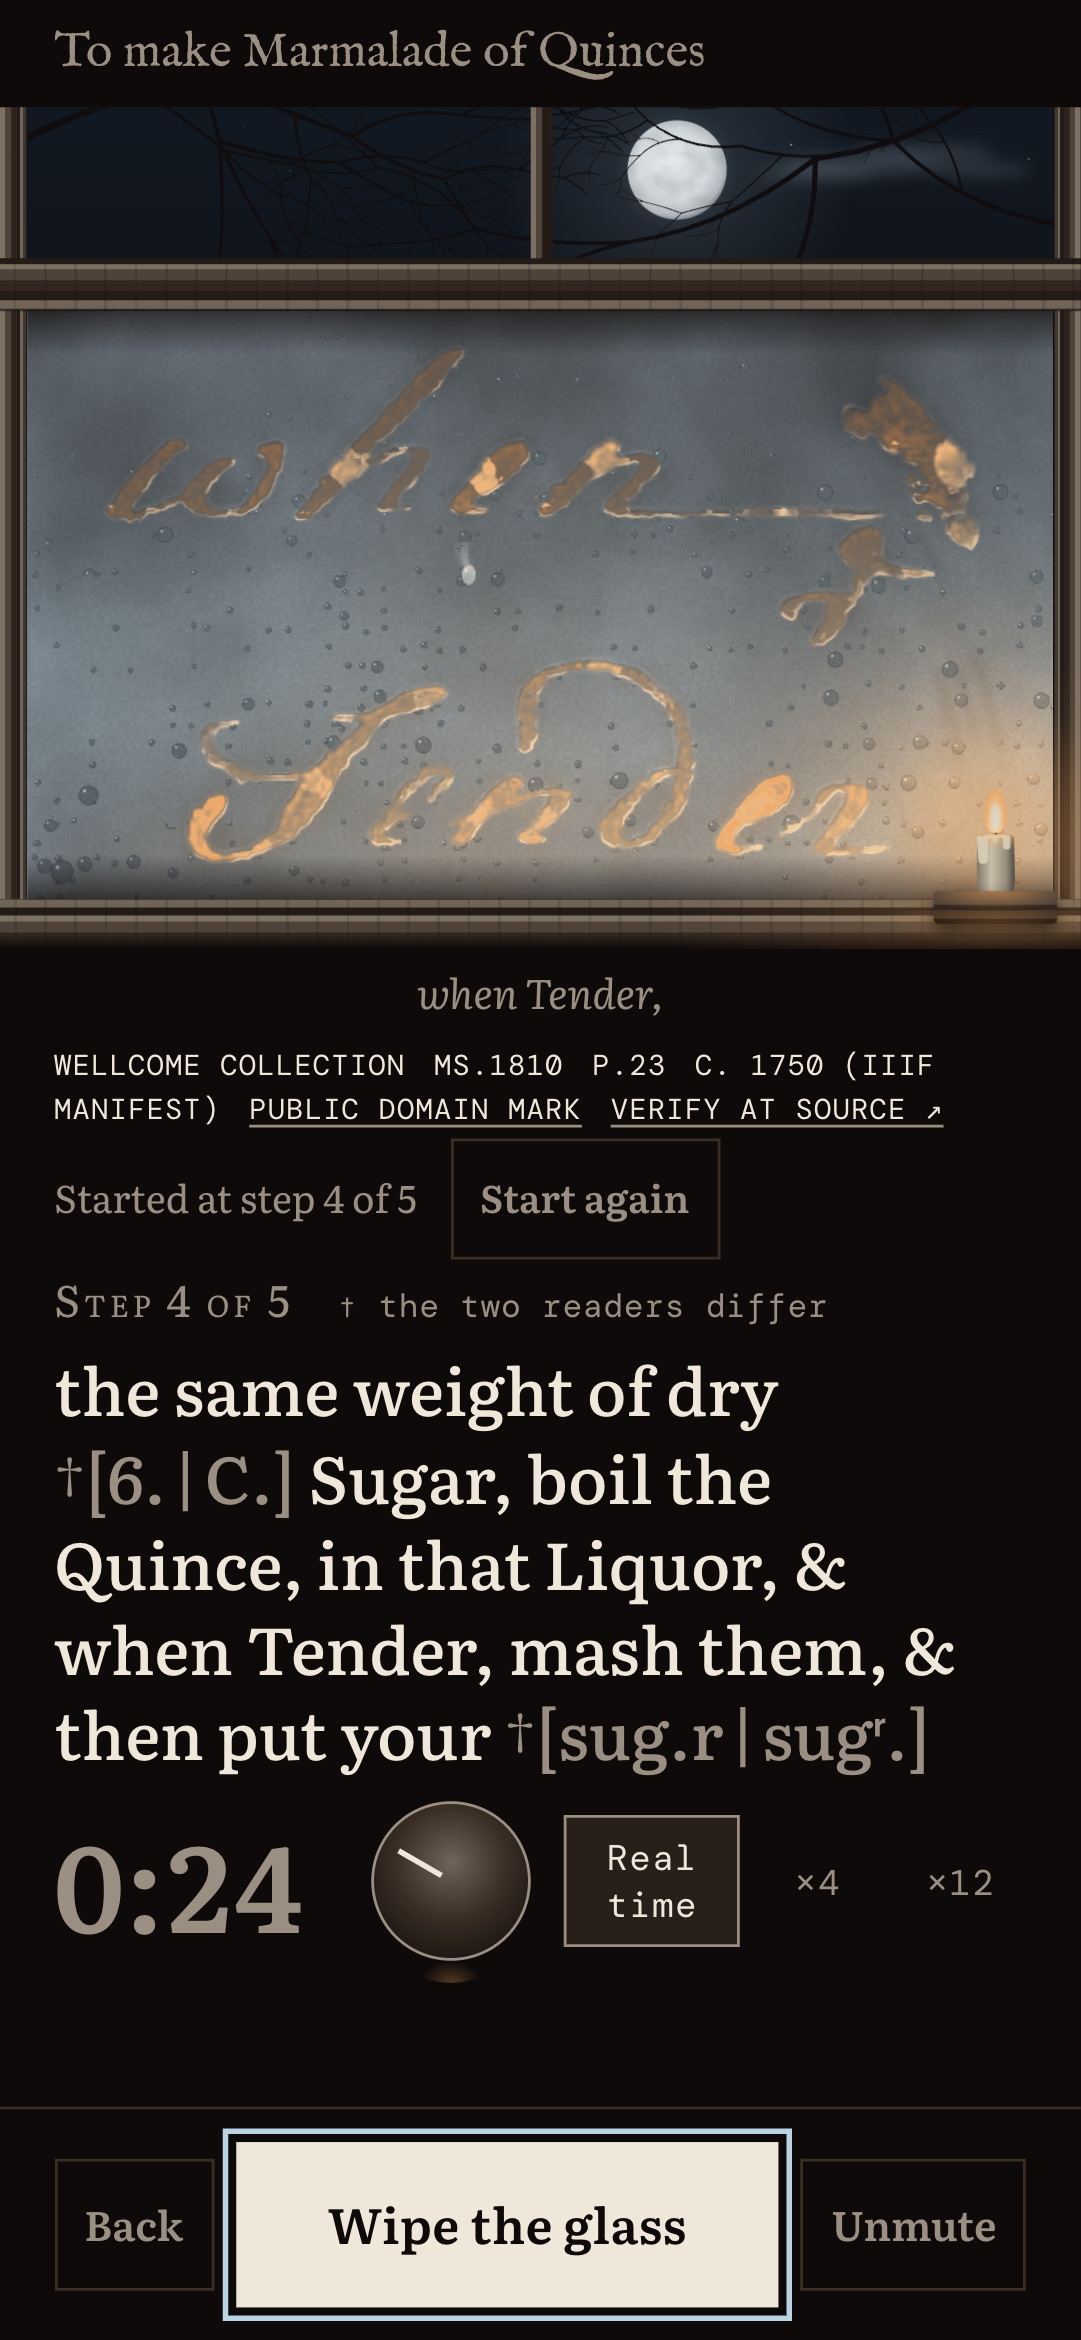 To make Marmalade of Quinces
when
Tender
when Tender,
WELLCOME COLLECTION MS.1810 P.23 C. 1750 (IIIF
MANIFEST) PUBLIC DOMAIN MARK VERIFY AT SOURCE ↗
Started at step 4 of 5 Start again
STEP 4 OF 5 † the two readers differ
the same weight of dry
†[6. | C.] Sugar, boil the
Quince, in that Liquor, &
when Tender, mash them, &
then put your †[sug.r | sugʳ.]
0:24 Real time ×4 ×12
Back Wipe the glass Unmute